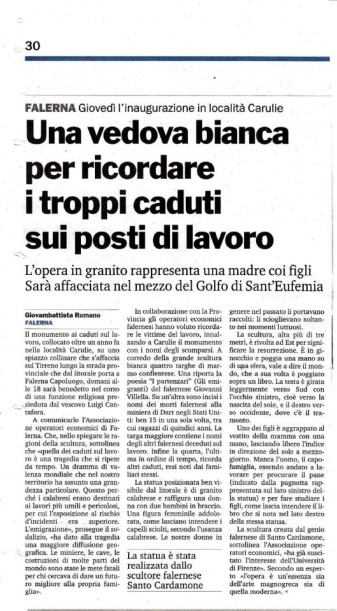 30
FALERNA Giovedì l'inaugurazione in località Carulie
Una vedova bianca
per ricordare
i troppi caduti
sui posti di lavoro
L'opera in granito rappresenta una madre coi figli
Sarà affacciata nel mezzo del Golfo di Sant'Eufemia
Giovambattista Romano
FALERNA
Il monumento ai caduti sul lavoro, collocato oltre un anno fa nella località Carulie, su uno spiazzo collinare che s'affaccia sul Tirreno lungo la strada provinciale che dal litorale porta a Falerna Capoluogo, domani alle 18 sarà benedetto nel corso di una funzione religiosa presieduta dal vescovo Luigi Cantafora.
A comunicarlo l'Associazione operatori economici di Falerna. Che, nello spiegare le ragioni della scultura, sottolinea che «quella dei caduti sul lavoro è una tragedia che si ripete nel tempo. Un dramma di valenza mondiale che nel nostro territorio ha assunto una grandezza particolare. Questo perché i calabresi erano destinati ai lavori più umili e pericolosi, per cui l'esposizione al rischio d'incidenti era superiore. L'emigrazione», prosegue il sodalizio, «ha dato alla tragedia una maggiore diffusione geografica. Le miniere, le cave, le costruzioni di molte parti del mondo sono state le mete fatali per chi cercava di dare un futuro migliore alla propria famiglia».
In collaborazione con la Provincia gli operatori economici falernesi hanno voluto ricordare le vittime del lavoro, innalzando a Carulie il monumento con i nomi degli scomparsi. A corredo della grande scultura bianca quattro targhe di marmo confentese. Una riporta la poesia "I partenzari" (Gli emigranti) del falernese Giovanni Villella. Su un'altra sono incisi i nomi dei morti falernesi alla miniera di Darr negli Stati Uniti: ben 15 in una sola volta, tra cui ragazzi di quindici anni. La targa maggiore contiene i nomi degli altri falernesi deceduti sul lavoro. Infine la quarta, l'ultima in ordine di tempo, ricorda altri caduti, resi noti dai familiari stessi.
La statua posizionata ben visibile dal litorale è di granito calabrese e raffigura una donna con due bambini in braccio. Una figura femminile addolorata, come lasciano intendere i capelli sciolti, secondo l'usanza calabrese. Le nostre donne in
La statua è stata
realizzata dallo
scultore falernese
Santo Cardamone
genere nel passato li portavano raccolti: li scioglievano soltanto nei momenti luttuosi.
La scultura, alta più di tre metri, è rivolta ad Est per significare la resurrezione. È in ginocchio e poggia una mano su di una sfera, vale a dire il mondo, che a sua volta è poggiato sopra un libro. La testa è girata leggermente verso Sud con l'occhio sinistro, cioè verso la nascita del sole, e il destro verso occidente, dove c'è il tramonto.
Uno dei figli è aggrappato al vestito della mamma con una mano, lasciando libero l'indice in direzione del sole a mezzogiorno. Manca l'uomo, il capofamiglia, essendo andato a lavorare per procurare il pane (indicato dalla pagnotta rappresentata sul lato sinistro della statua) e per fare studiare i figli, come lascia intendere il libro che si nota nel lato destro della stessa statua.
La scultura creata dal genio falernese di Santo Cardamone, sottolinea l'Associazione operatori economici, «ha già suscitato l'interesse dell'Università di Firenze». Secondo un esperto «l'opera è un'essenza mista sia dell'arte magnogreca sia di quella moderna». <